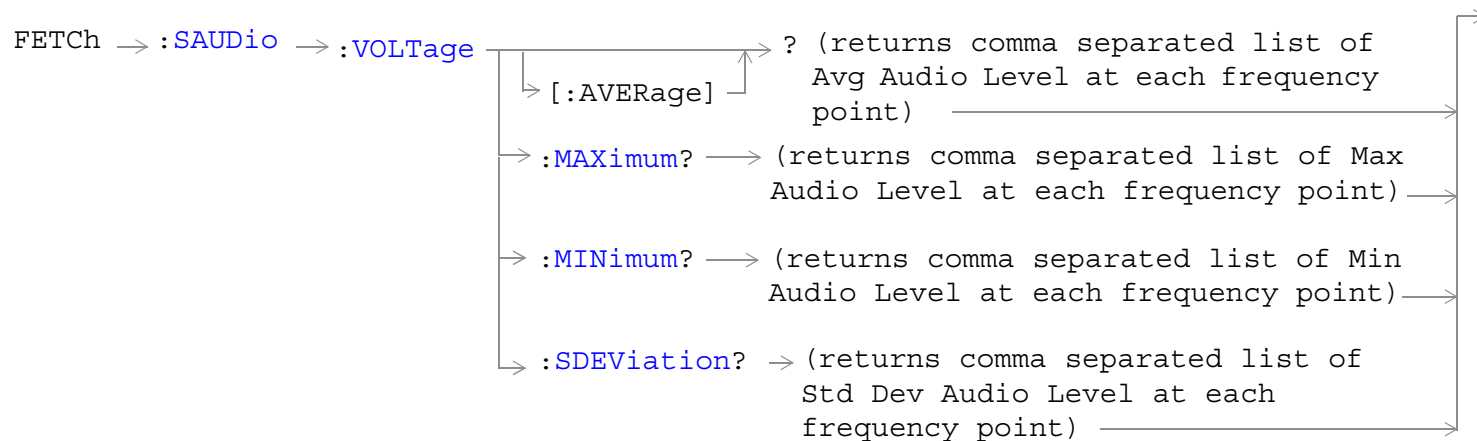 FETCh :SAUDio :VOLTage ? (returns comma separated list of
Avg Audio Level at each frequency
[:AVERage]
point)
:MAXimum? (returns comma separated list of Max
Audio Level at each frequency point)
:MINimum? (returns comma separated list of Min
Audio Level at each frequency point)
:SDEViation? (returns comma separated list of
Std Dev Audio Level at each
frequency point)